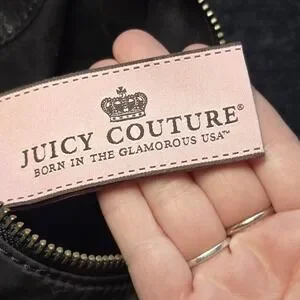 JUICY COUTURE®
BORN IN THE GLAMOROUS USA™